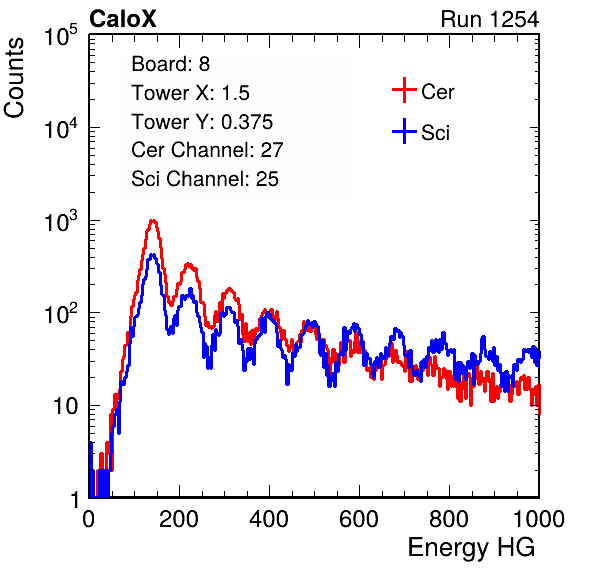 CaloX Run 1254
Counts
10^5
10^4
10^3
10^2
10
1
Board: 8
Tower X: 1.5
Tower Y: 0.375
Cer Channel: 27
Sci Channel: 25
Cer
Sci
0 200 400 600 800 1000
Energy HG